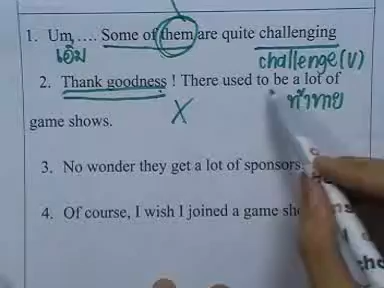 1. Um, …. Some of them are quite challenging
เอิ่ม challenge (v)
2. Thank goodness ! There used to be a lot of
X ท้าทาย
game shows.
3. No wonder they get a lot of sponsors.
4. Of course, I wish I joined a game